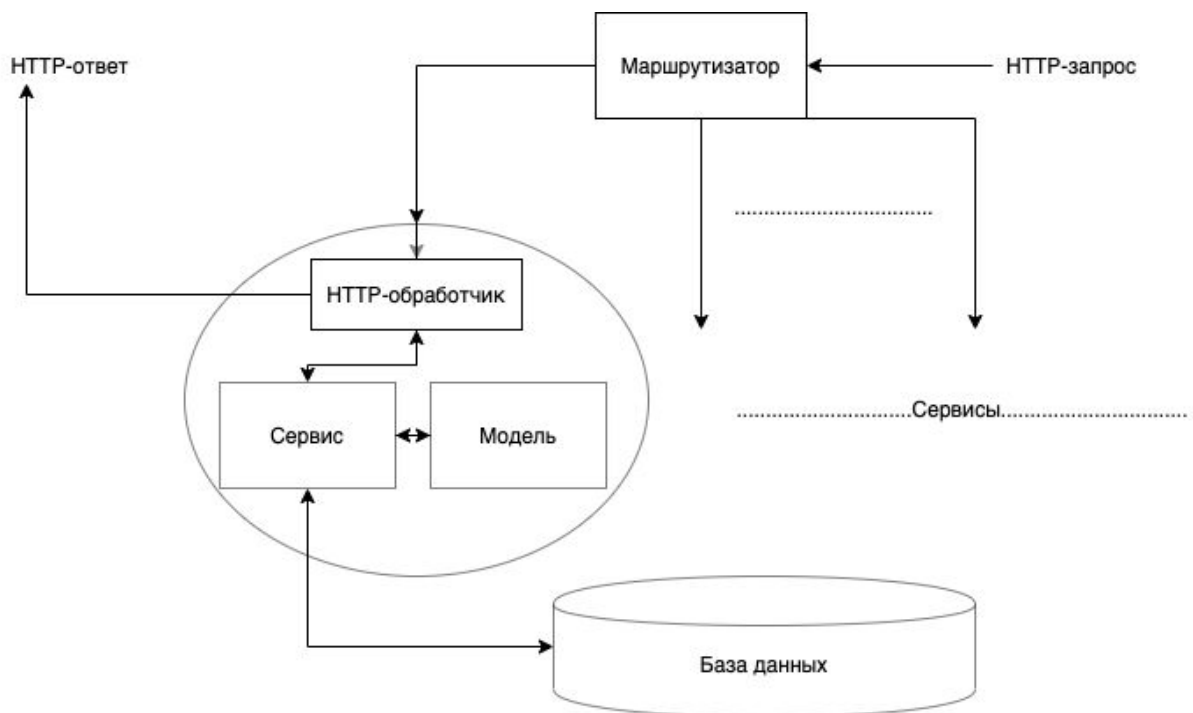 HTTP-ответ
Маршрутизатор
HTTP-запрос
HTTP-обработчик
Сервисы
Сервис
Модель
База данных